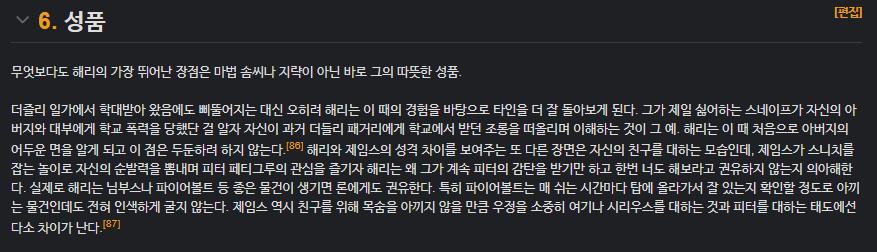 6. 성품
[편집]
무엇보다도 해리의 가장 뛰어난 장점은 마법 솜씨나 지략이 아닌 바로 그의 따뜻한 성품.
더즐리 일가에서 학대받아 왔음에도 삐뚤어지는 대신 오히려 해리는 이 때의 경험을 바탕으로 타인을 더 잘 돌아보게 된다. 그가 제일 싫어하는 스네이프가 자신의 아
버지와 대부에게 학교 폭력을 당했단 걸 알자 자신이 과거 더들리 패거리에게 학교에서 받던 조롱을 떠올리며 이해하는 것이 그 예. 해리는 이 때 처음으로 아버지의
어두운 면을 알게 되고 이 점은 두둔하려 하지 않는다.[86] 해리와 제임스의 성격 차이를 보여주는 또 다른 장면은 자신의 친구를 대하는 모습인데, 제임스가 스니치를
잡는 놀이로 자신의 순발력을 뽐내며 피터 페티그루의 관심을 즐기자 해리는 왜 그가 계속 피터의 감탄을 받기만 하고 한번 너도 해보라고 권유하지 않는지 의아해한
다. 실제로 해리는 님부스나 파이어볼트 등 좋은 물건이 생기면 론에게도 권유한다. 특히 파이어볼트는 매 쉬는 시간마다 탑에 올라가서 잘 있는지 확인할 정도로 아끼
는 물건인데도 전혀 인색하게 굴지 않는다. 제임스 역시 친구를 위해 목숨을 아끼지 않을 만큼 우정을 소중히 여기나 시리우스를 대하는 것과 피터를 대하는 태도에선
다소 차이가 난다.[87]